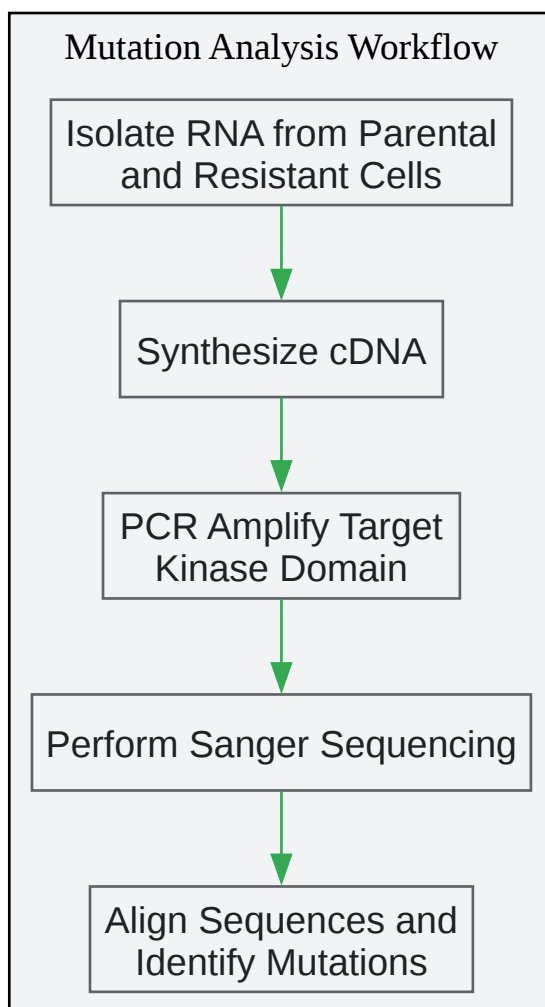 Mutation Analysis Workflow
Isolate RNA from Parental
and Resistant Cells
Synthesize cDNA
PCR Amplify Target
Kinase Domain
Perform Sanger Sequencing
Align Sequences and
Identify Mutations